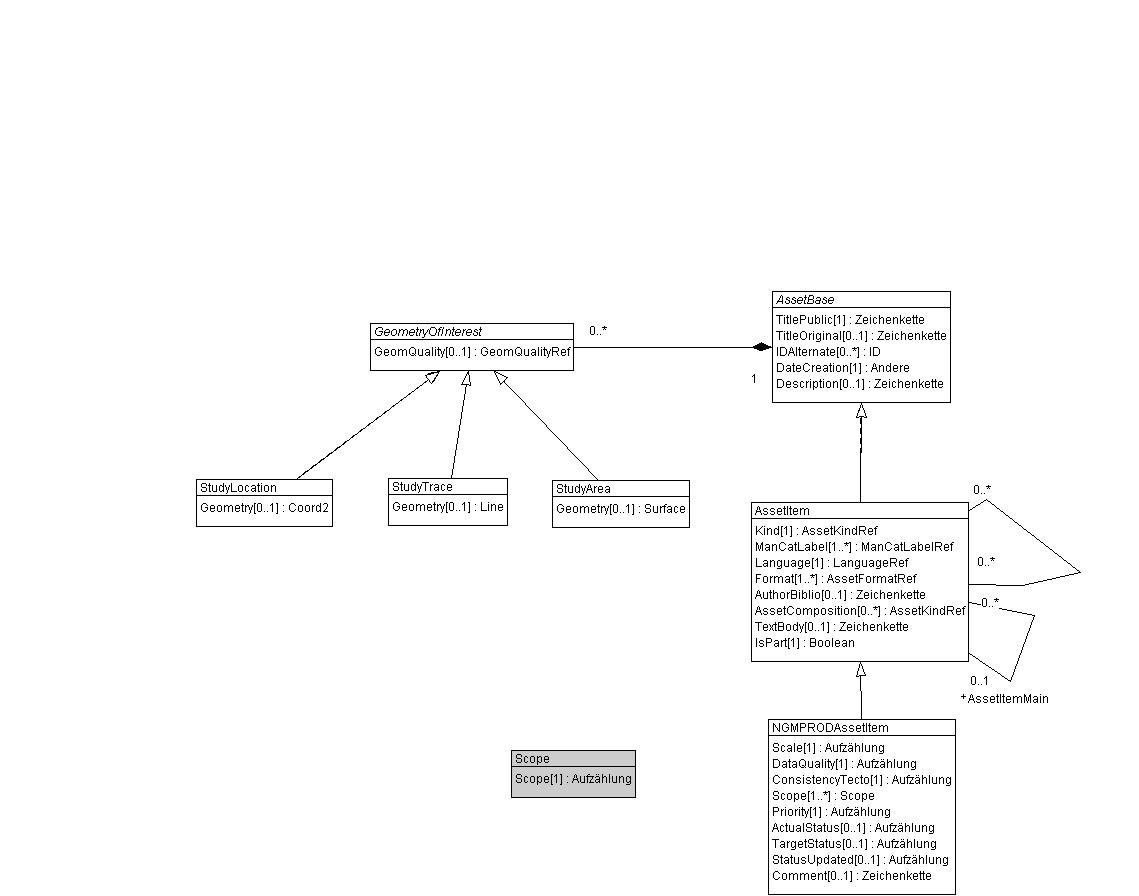 AssetBase
TitlePublic[1] : Zeichenkette
TitleOriginal[0..1] : Zeichenkette
IDAlternate[0..*] : ID
DateCreation[1] : Andere
Description[0..1] : Zeichenkette
GeometryOfInterest
GeomQuality[0..1] : GeomQualityRef
0..*
1
StudyLocation
Geometry[0..1] : Coord2
StudyTrace
Geometry[0..1] : Line
StudyArea
Geometry[0..1] : Surface
AssetItem
Kind[1] : AssetKindRef
ManCatLabel[1..*] : ManCatLabelRef
Language[1] : LanguageRef
Format[1..*] : AssetFormatRef
AuthorBiblio[0..1] : Zeichenkette
AssetComposition[0..*] : AssetKindRef
TextBody[0..1] : Zeichenkette
IsPart[1] : Boolean
0..*
0..*
0..*
0..1
*AssetItemMain
NGMPRODAssetItem
Scale[1] : Aufzählung
DataQuality[1] : Aufzählung
ConsistencyTecto[1] : Aufzählung
Scope[1..*] : Scope
Priority[1] : Aufzählung
ActualStatus[0..1] : Aufzählung
TargetStatus[0..1] : Aufzählung
StatusUpdated[0..1] : Aufzählung
Comment[0..1] : Zeichenkette
Scope
Scope[1] : Aufzählung